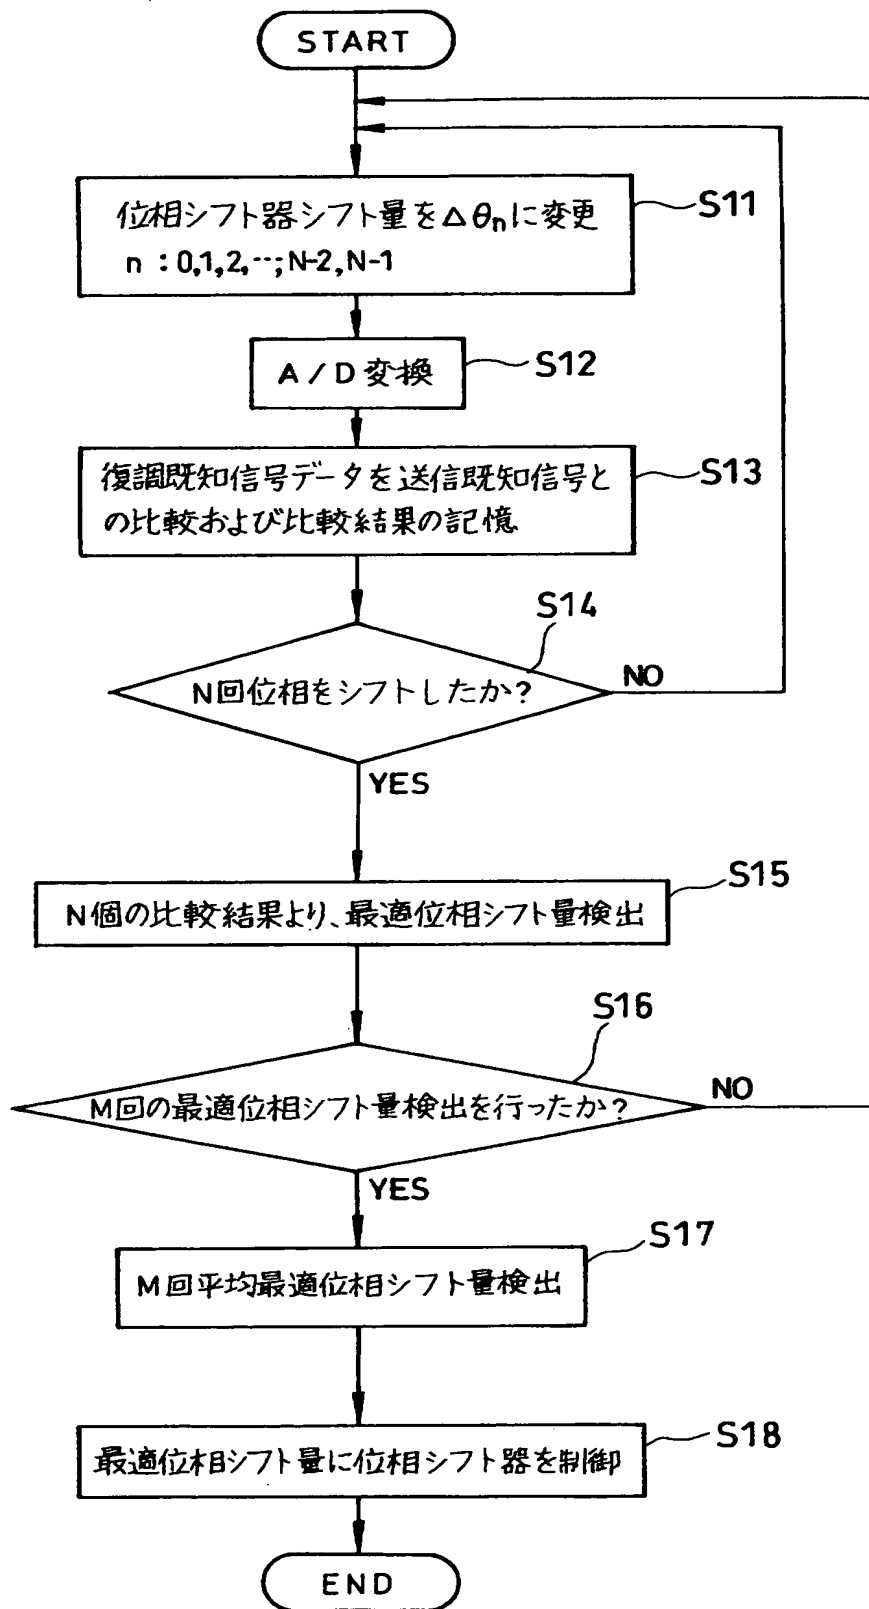 START
位相シフト器シフト量を△θnに変更
n : 0,1,2,…;N-2,N-1
S11
A/D変換
S12
復調既知信号データを送信既知信号と
の比較および比較結果の記憶
S13
S14
N回位相をシフトしたか?
NO
YES
S15
N個の比較結果より、最適位相シフト量検出
S16
M回の最適位相シフト量検出を行ったか?
NO
YES
S17
M回平均最適位相シフト量検出
S18
最適位相シフト量に位相シフト器を制御
END